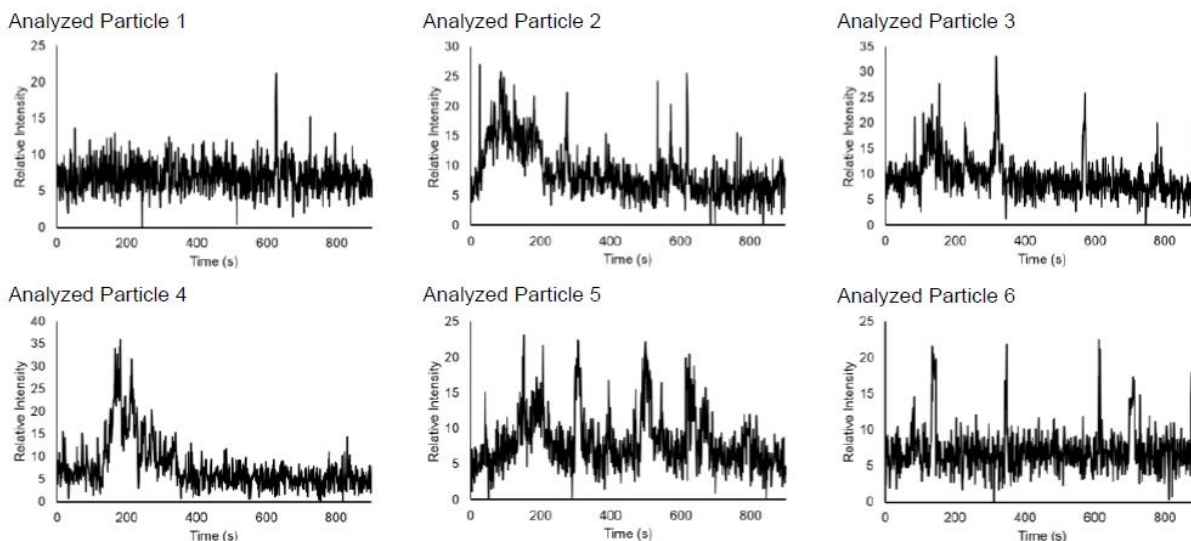 Analyzed Particle 1
25
20
15
10
5
0
Relative Intensity
0 200 400 600 800
Time (s)
Analyzed Particle 2
30
25
20
15
10
5
0
Relative Intensity
0 200 400 600 800
Time (s)
Analyzed Particle 3
35
30
25
20
15
10
5
0
Relative Intensity
0 200 400 600 800
Time (s)
Analyzed Particle 4
40
35
30
25
20
15
10
5
0
Relative Intensity
0 200 400 600 800
Time (s)
Analyzed Particle 5
25
20
15
10
5
0
Relative Intensity
0 200 400 600 800
Time (s)
Analyzed Particle 6
25
20
15
10
5
0
Relative Intensity
0 200 400 600 800
Time (s)